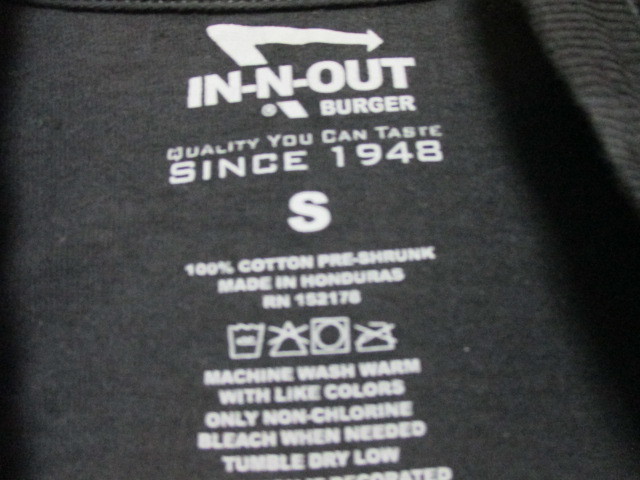 IN-N-OUT
® BURGER
QUALITY YOU CAN TASTE
SINCE 1948
S
100% COTTON PRE-SHRUNK
MADE IN HONDURAS
RN 152178
MACHINE WASH WARM
WITH LIKE COLORS
ONLY NON-CHLORINE
BLEACH WHEN NEEDED
TUMBLE DRY LOW
DECORATED